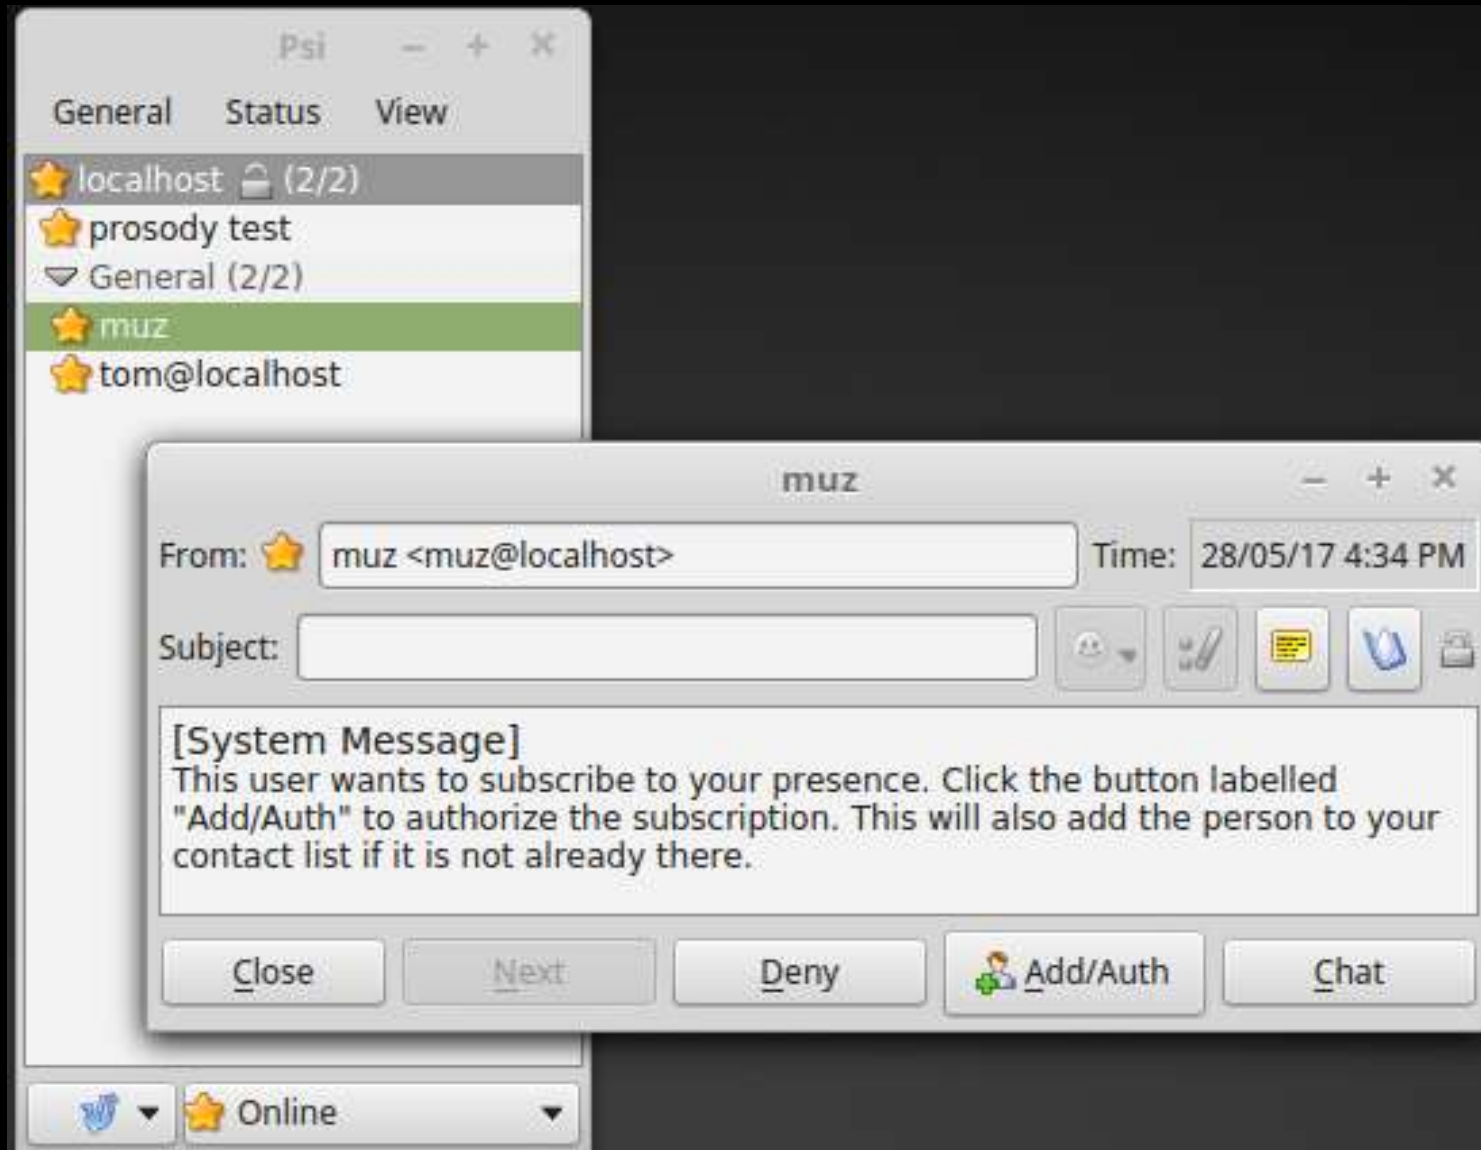 Psi
General Status View
localhost (2/2)
prosody test
General (2/2)
muz
tom@localhost
muz
From: muz <muz@localhost> Time: 28/05/17 4:34 PM
Subject:
[System Message]
This user wants to subscribe to your presence. Click the button labelled
"Add/Auth" to authorize the subscription. This will also add the person to your
contact list if it is not already there.
Close Next Deny Add/Auth Chat
Online